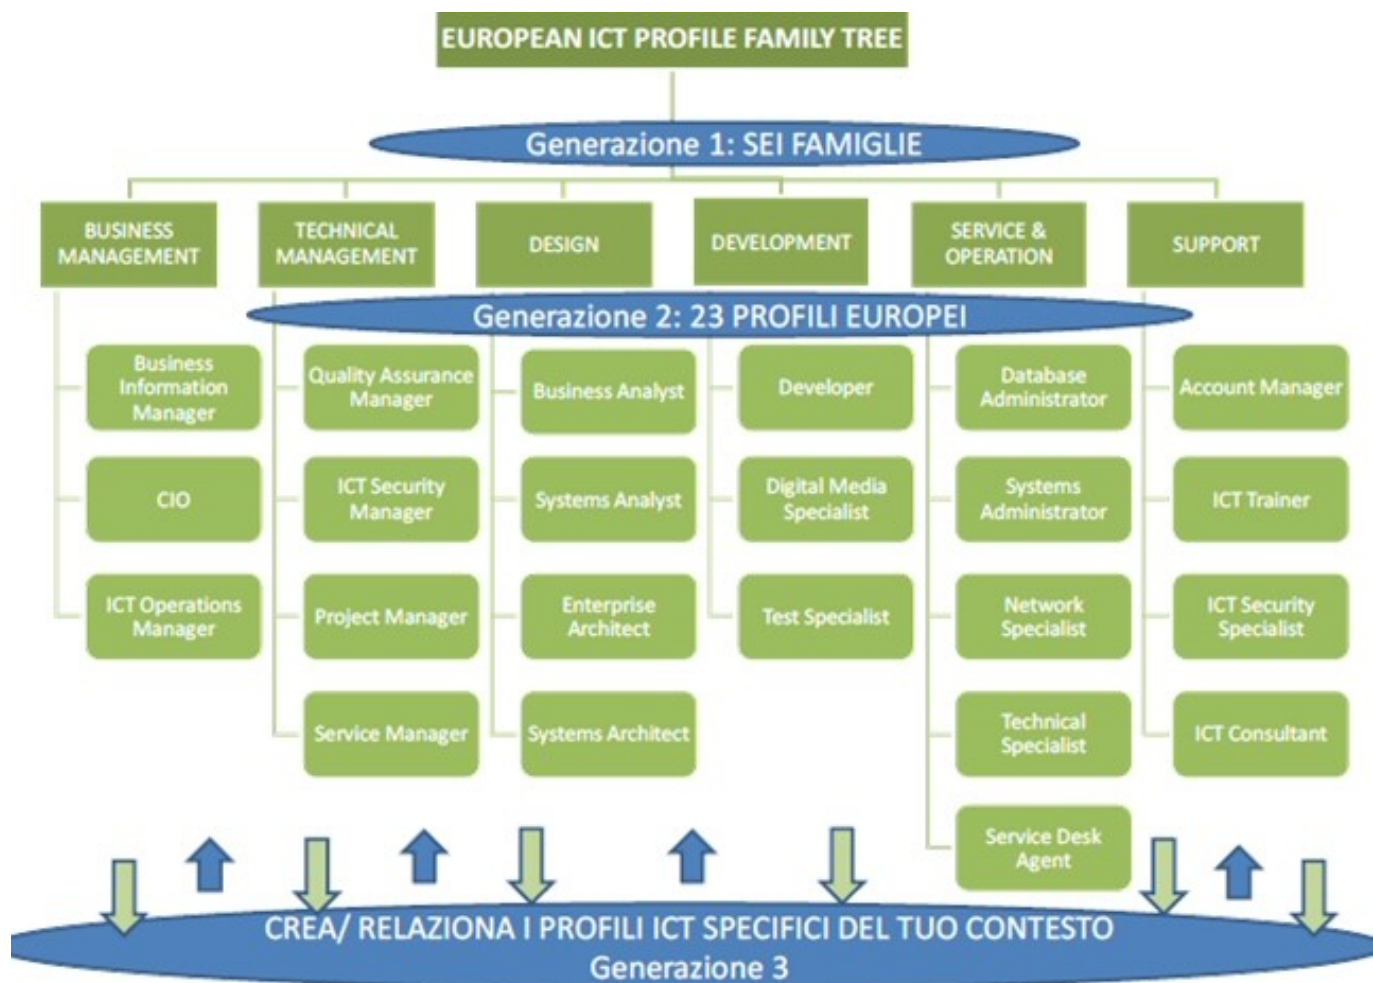 EUROPEAN ICT PROFILE FAMILY TREE
Generazione 1: SEI FAMIGLIE
BUSINESS
MANAGEMENT
TECHNICAL
MANAGEMENT
DESIGN
DEVELOPMENT
SERVICE &
OPERATION
SUPPORT
Generazione 2: 23 PROFILI EUROPEI
Business
Information
Manager
CIO
ICT Operations
Manager
Quality Assurance
Manager
ICT Security
Manager
Project Manager
Service Manager
Business Analyst
Systems Analyst
Enterprise
Architect
Systems Architect
Developer
Digital Media
Specialist
Test Specialist
Database
Administrator
Systems
Administrator
Network
Specialist
Technical
Specialist
Service Desk
Agent
Account Manager
ICT Trainer
ICT Security
Specialist
ICT Consultant
CREA/ RELAZIONA I PROFILI ICT SPECIFICI DEL TUO CONTESTO
Generazione 3